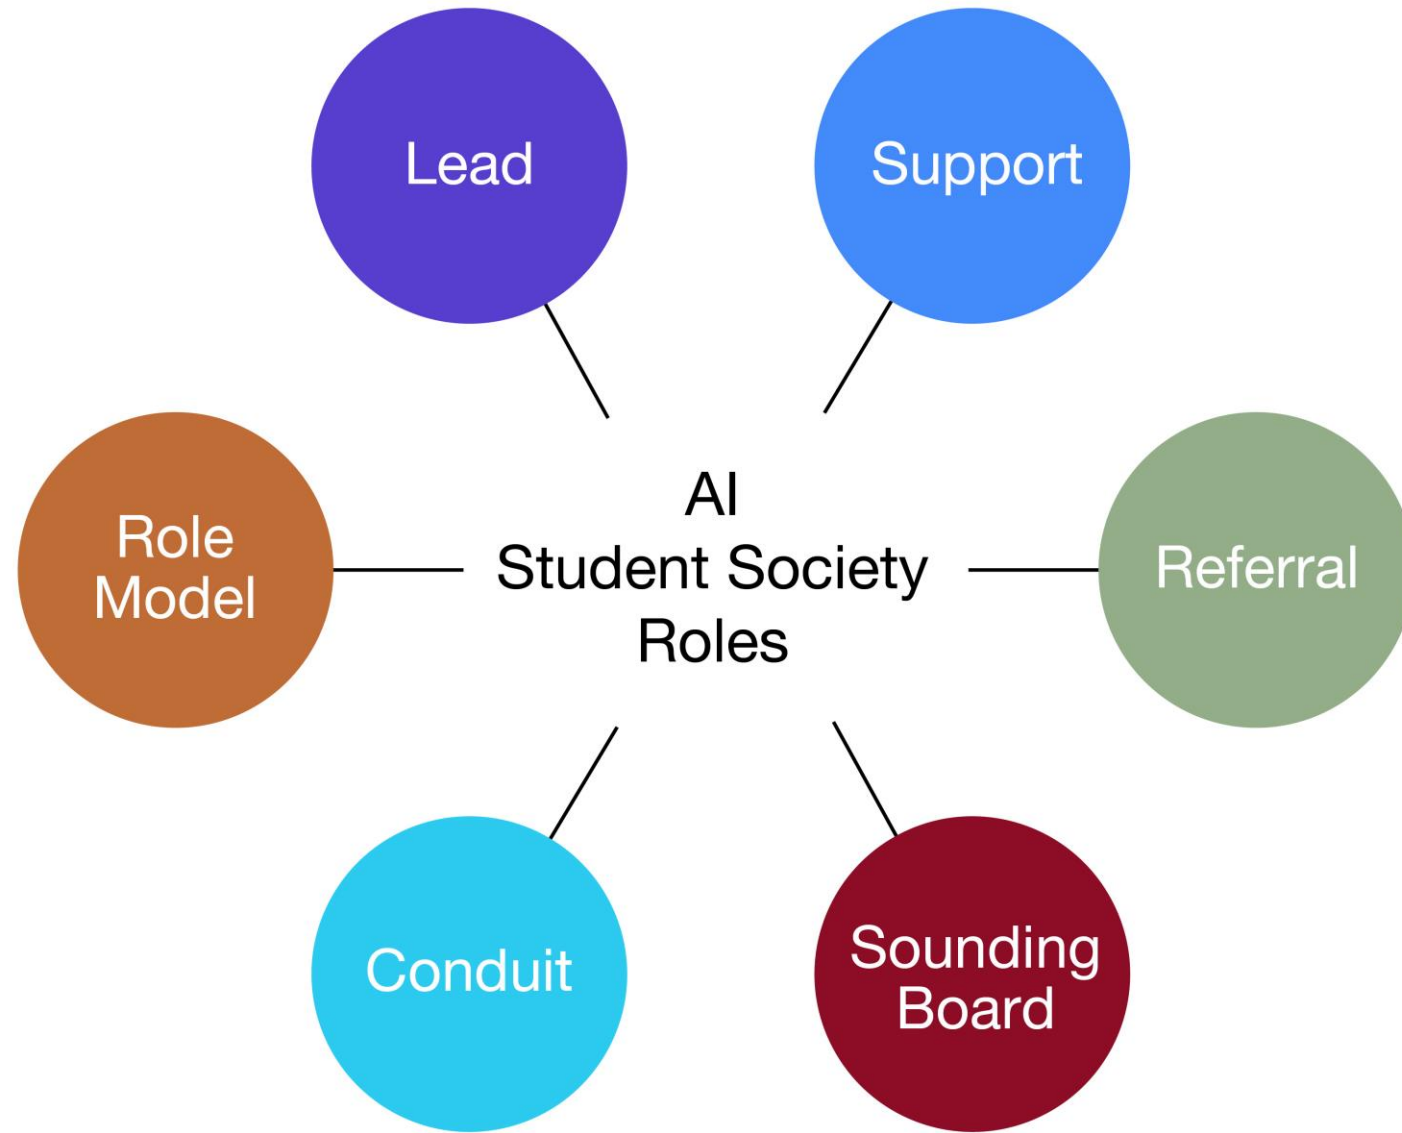 Lead
Support
Role
Model
AI
Student Society
Roles
Referral
Conduit
Sounding
Board